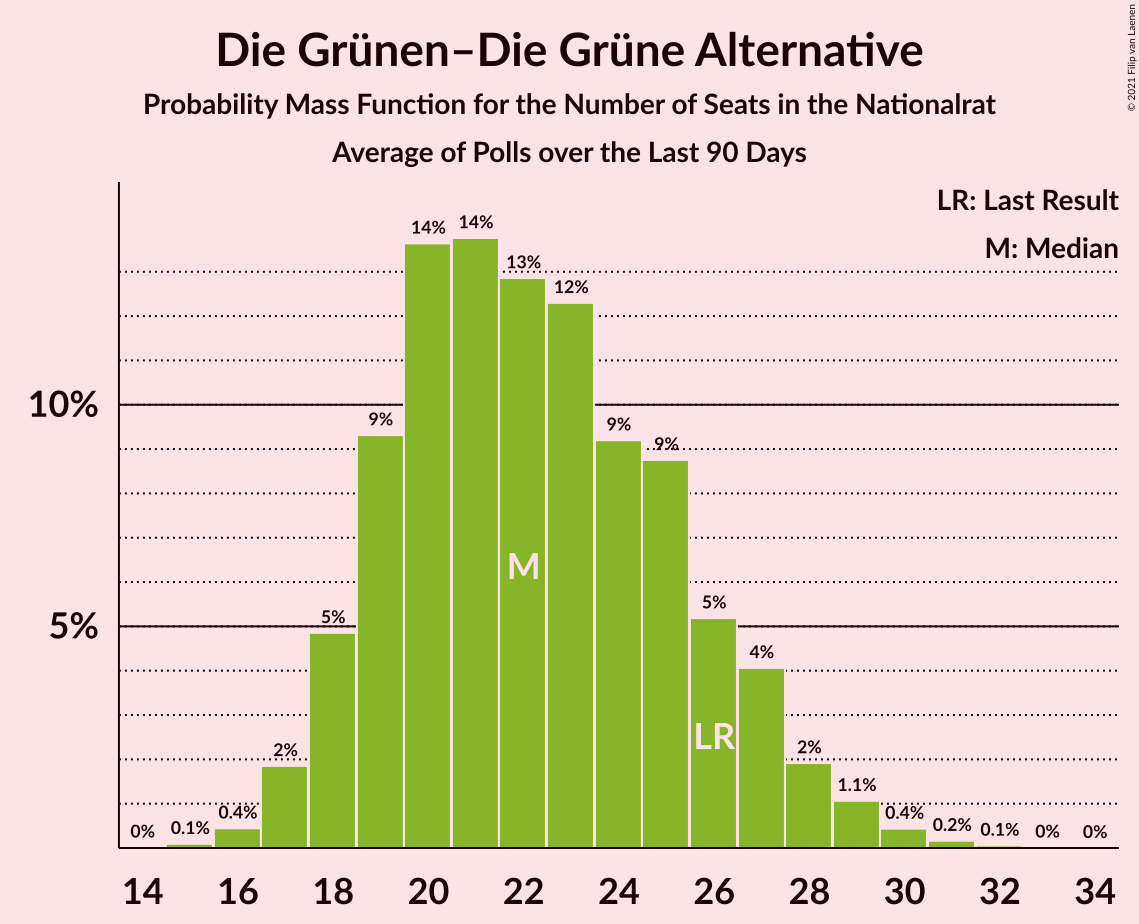 Die Grünen–Die Grüne Alternative
Probability Mass Function for the Number of Seats in the Nationalrat
Average of Polls over the Last 90 Days
© 2021 Filip van Laenen
LR: Last Result
M: Median
14% 14% 13% 12%
10%
9% 9% 9%
M
5%
5% 5% 4%
LR
2% 2% 1.1%
0% 0.1% 0.4% 0.4% 0.2% 0.1% 0% 0%
14 16 18 20 22 24 26 28 30 32 34